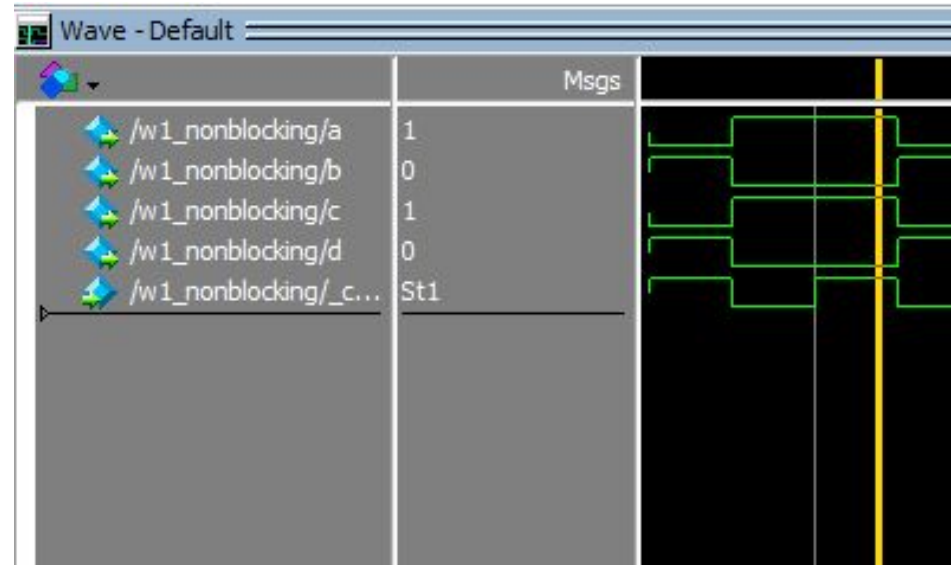 Wave - Default
Msgs
/w1_nonblocking/a 1
/w1_nonblocking/b 0
/w1_nonblocking/c 1
/w1_nonblocking/d 0
/w1_nonblocking/_c... St1